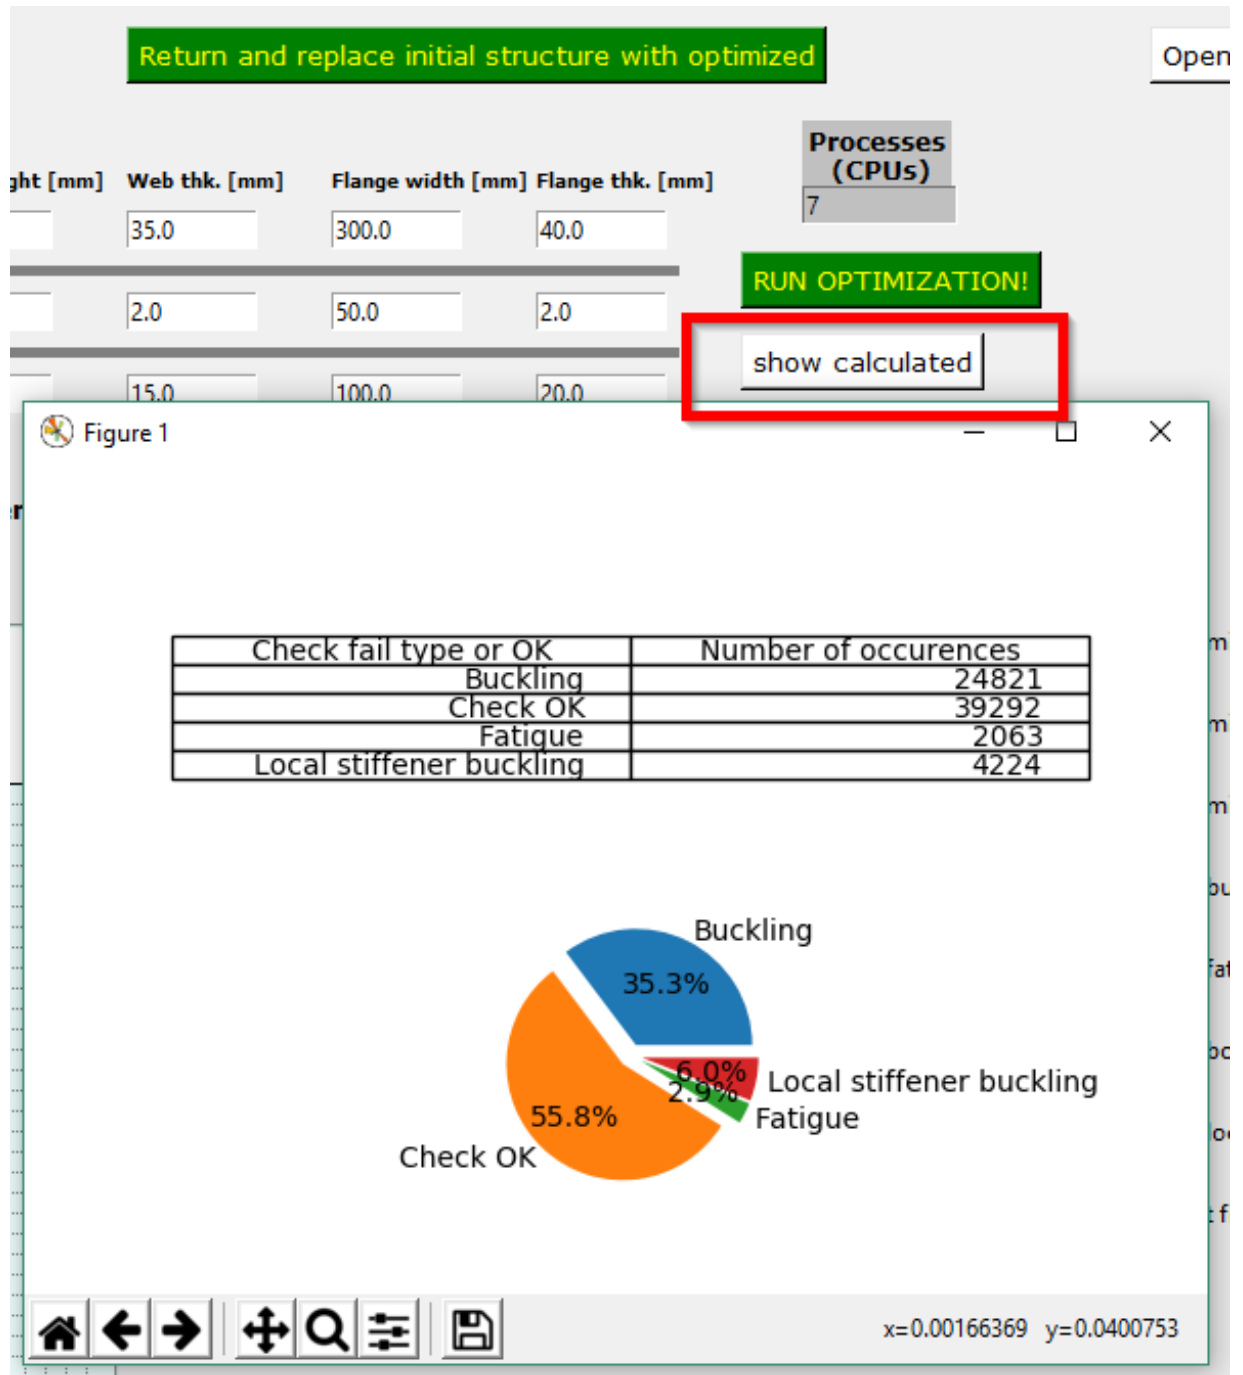 Return and replace initial structure with optimized
Open
Processes
(CPUs)
7
[mm] Web thk. [mm] Flange width [mm] Flange thk. [mm]
35.0 300.0 40.0
RUN OPTIMIZATION!
2.0 50.0 2.0
show calculated
15.0 100.0 20.0
Figure 1
Check fail type or OK Number of occurences
Buckling 24821
Check OK 39292
Fatigue 2063
Local stiffener buckling 4224
Buckling
35.3%
6.0%
Local stiffener buckling
2.9%
Fatigue
55.8%
Check OK
x=0.00166369 y=0.0400753